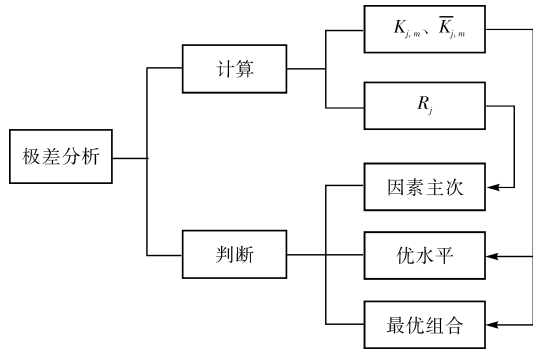 K_{j, m}、\overline{K}_{j, m}
计算
R_j
极差分析
因素主次
判断
优水平
最优组合